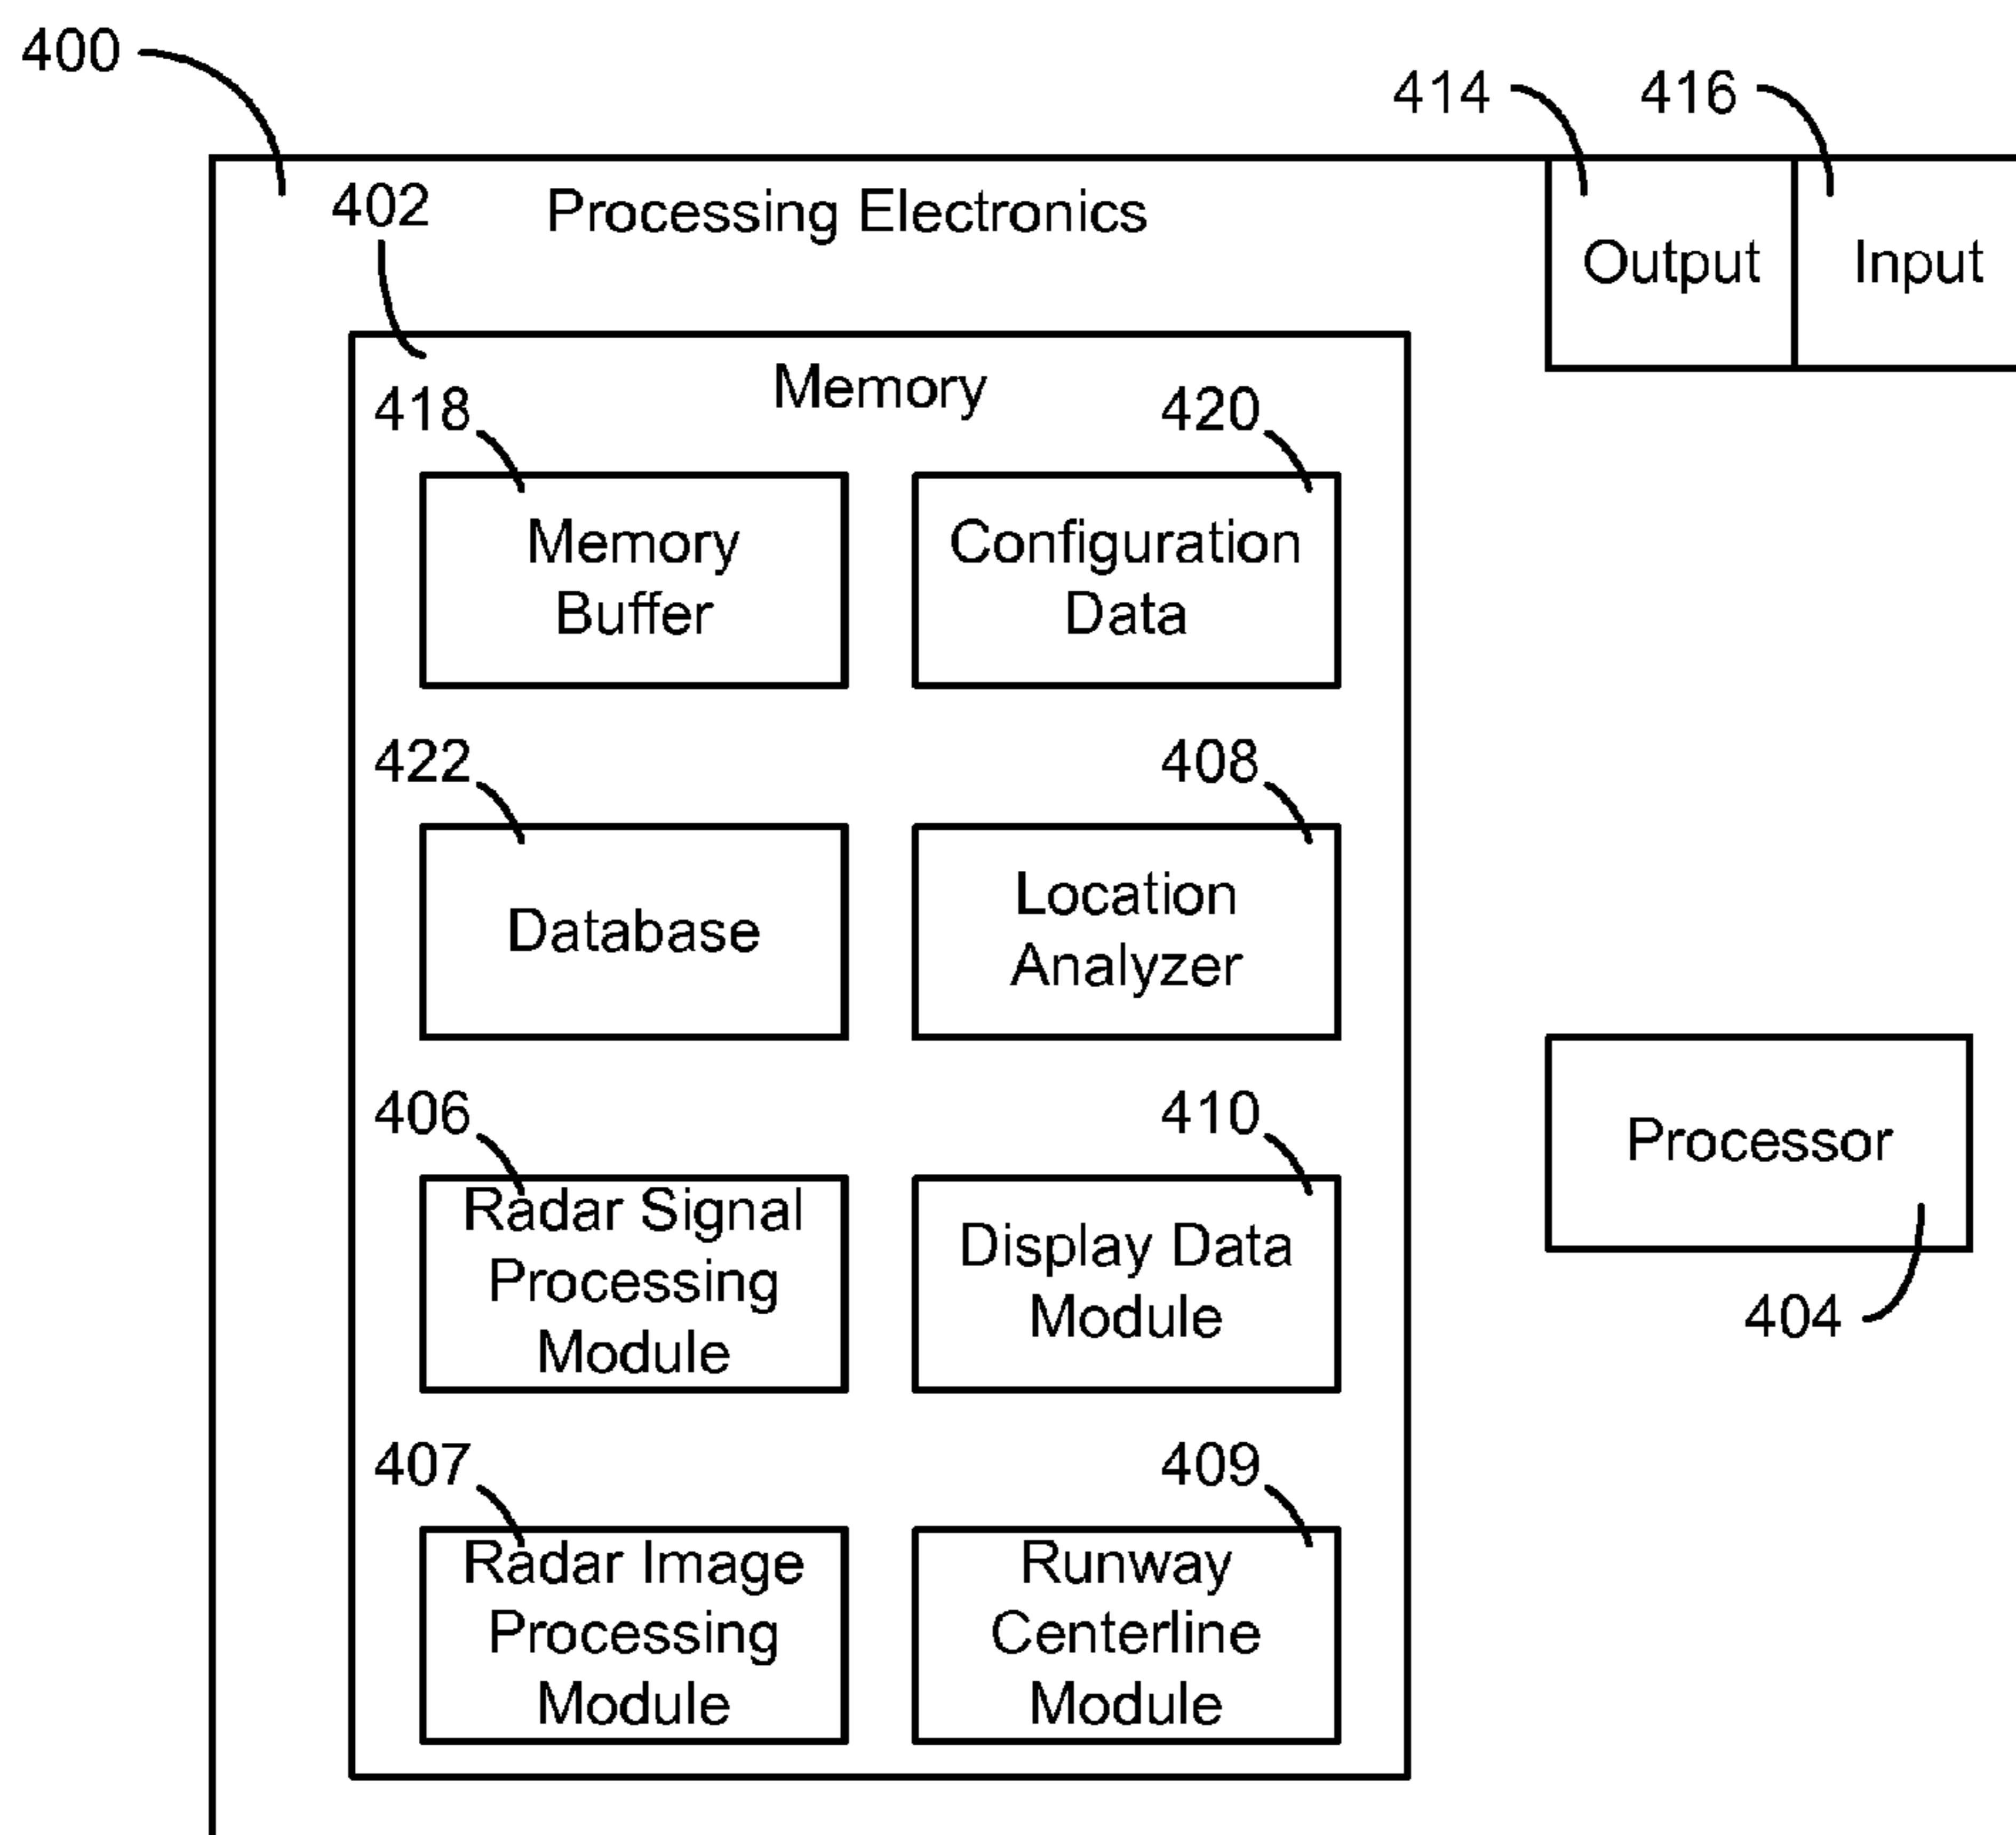 400
414
416
402
Processing Electronics
Output
Input
Memory
418
420
Memory
Buffer
Configuration
Data
422
408
Database
Location
Analyzer
406
410
Radar Signal
Processing
Module
Display Data
Module
Processor
404
407
409
Radar Image
Processing
Module
Runway
Centerline
Module